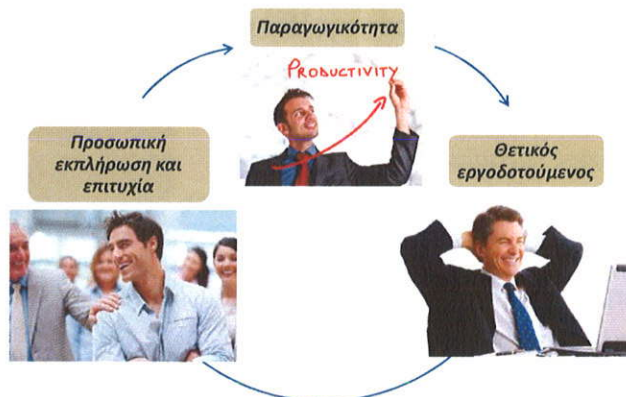 Παραγωγικότητα
PRODUCTIVITY
Προσωπική
εκπλήρωση και
επιτυχία
Θετικός
εργοδοτούμενος